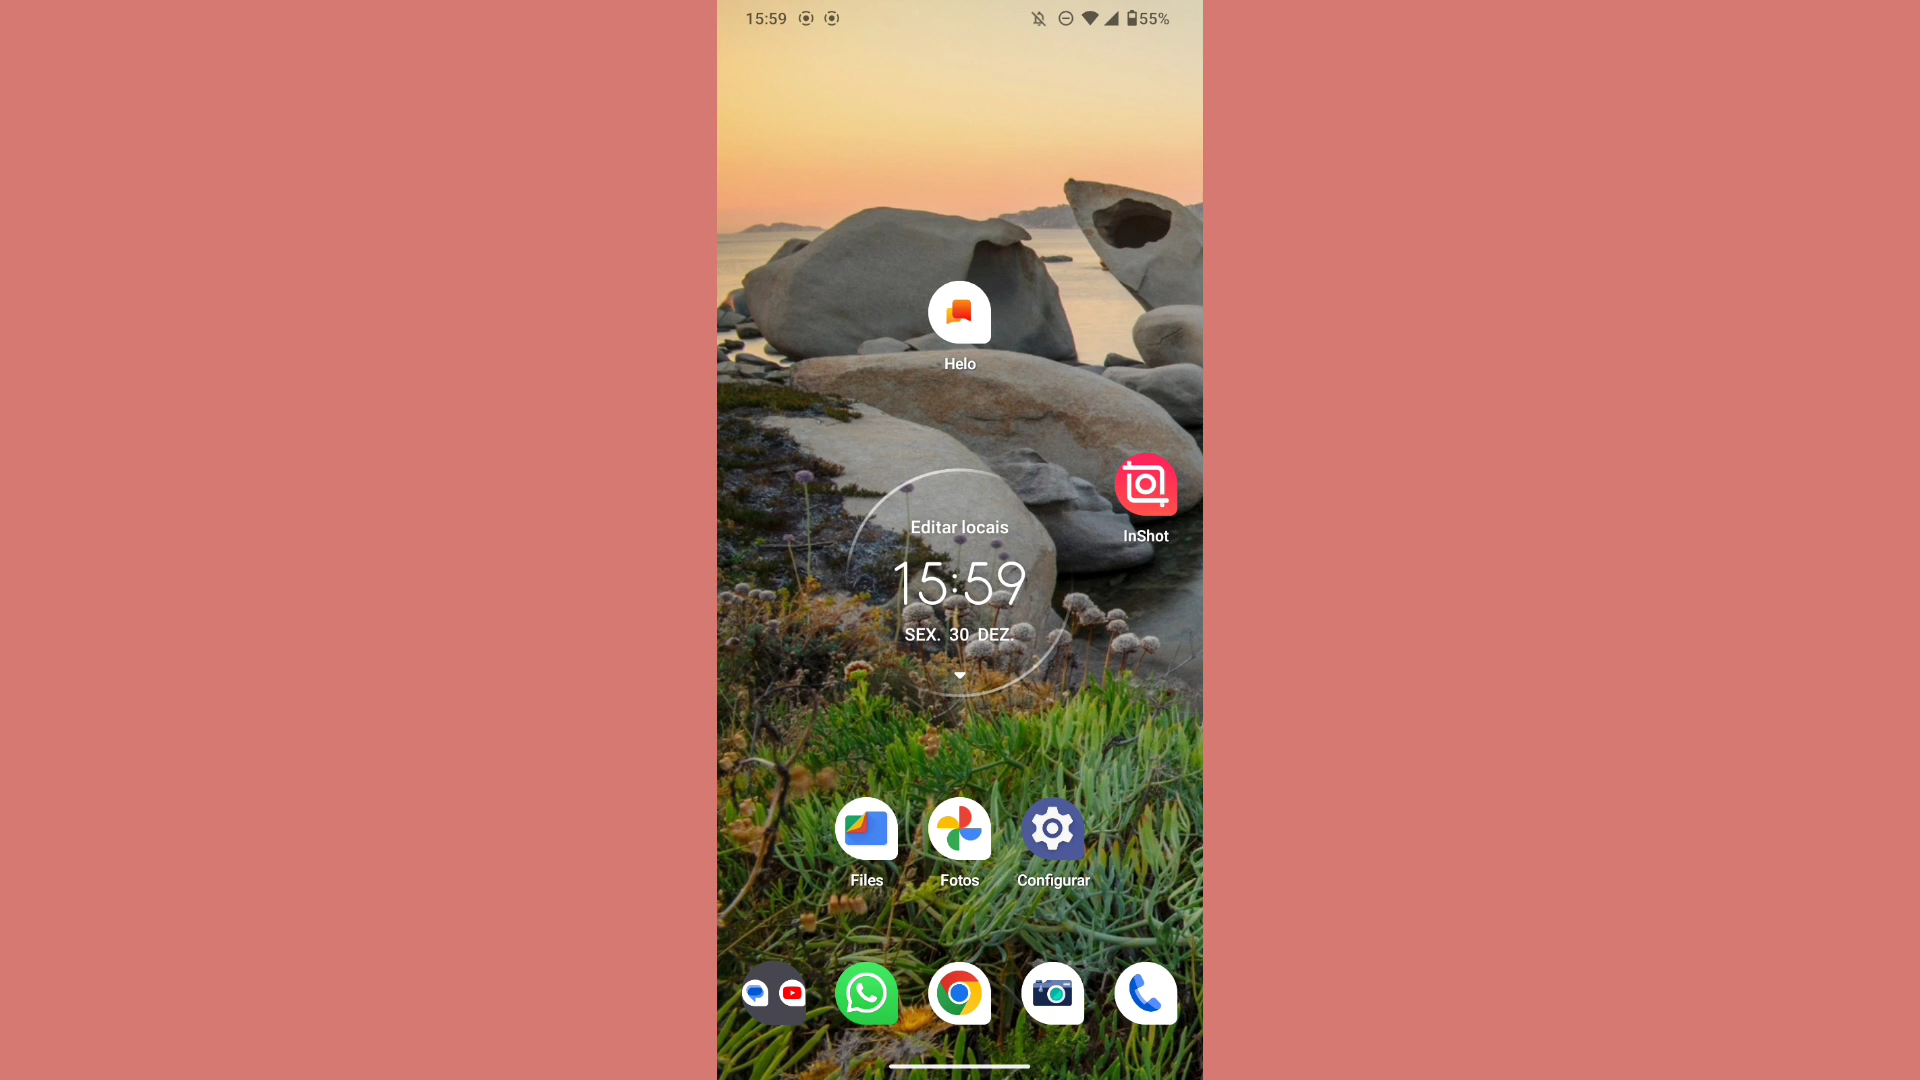 15:59
55%
Helo
InShot
Editar locais
15:59
SEX. 30 DEZ.
Files
Fotos
Configurar